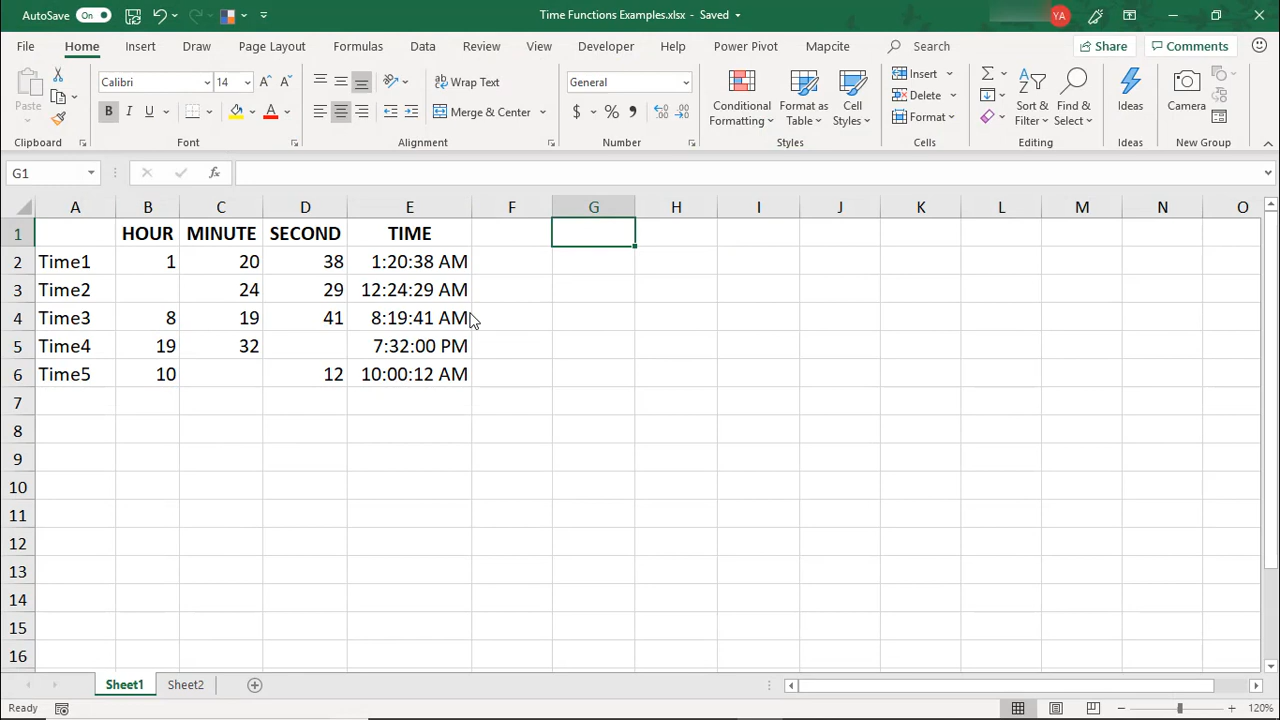 AutoSave On Time Functions Examples.xlsx - Saved YA
File Home Insert Draw Page Layout Formulas Data Review View Developer Help Power Pivot Mapcite Search Share Comments
Paste Calibri 14 Wrap Text General Conditional Formatting Format as Table Cell Styles Insert Sort & Filter Find & Select Ideas Camera
B I U A Merge & Center $ % , Delete
Format
Clipboard Font Alignment Number Styles Cells Editing Ideas New Group
G1 fx
A B C D E F G H I J K L M N O
1 HOUR MINUTE SECOND TIME
2 Time1 1 20 38 1:20:38 AM
3 Time2 24 29 12:24:29 AM
4 Time3 8 19 41 8:19:41 AM
5 Time4 19 32 7:32:00 PM
6 Time5 10 12 10:00:12 AM
7
8
9
10
11
12
13
14
15
16
Sheet1 Sheet2
Ready 120%